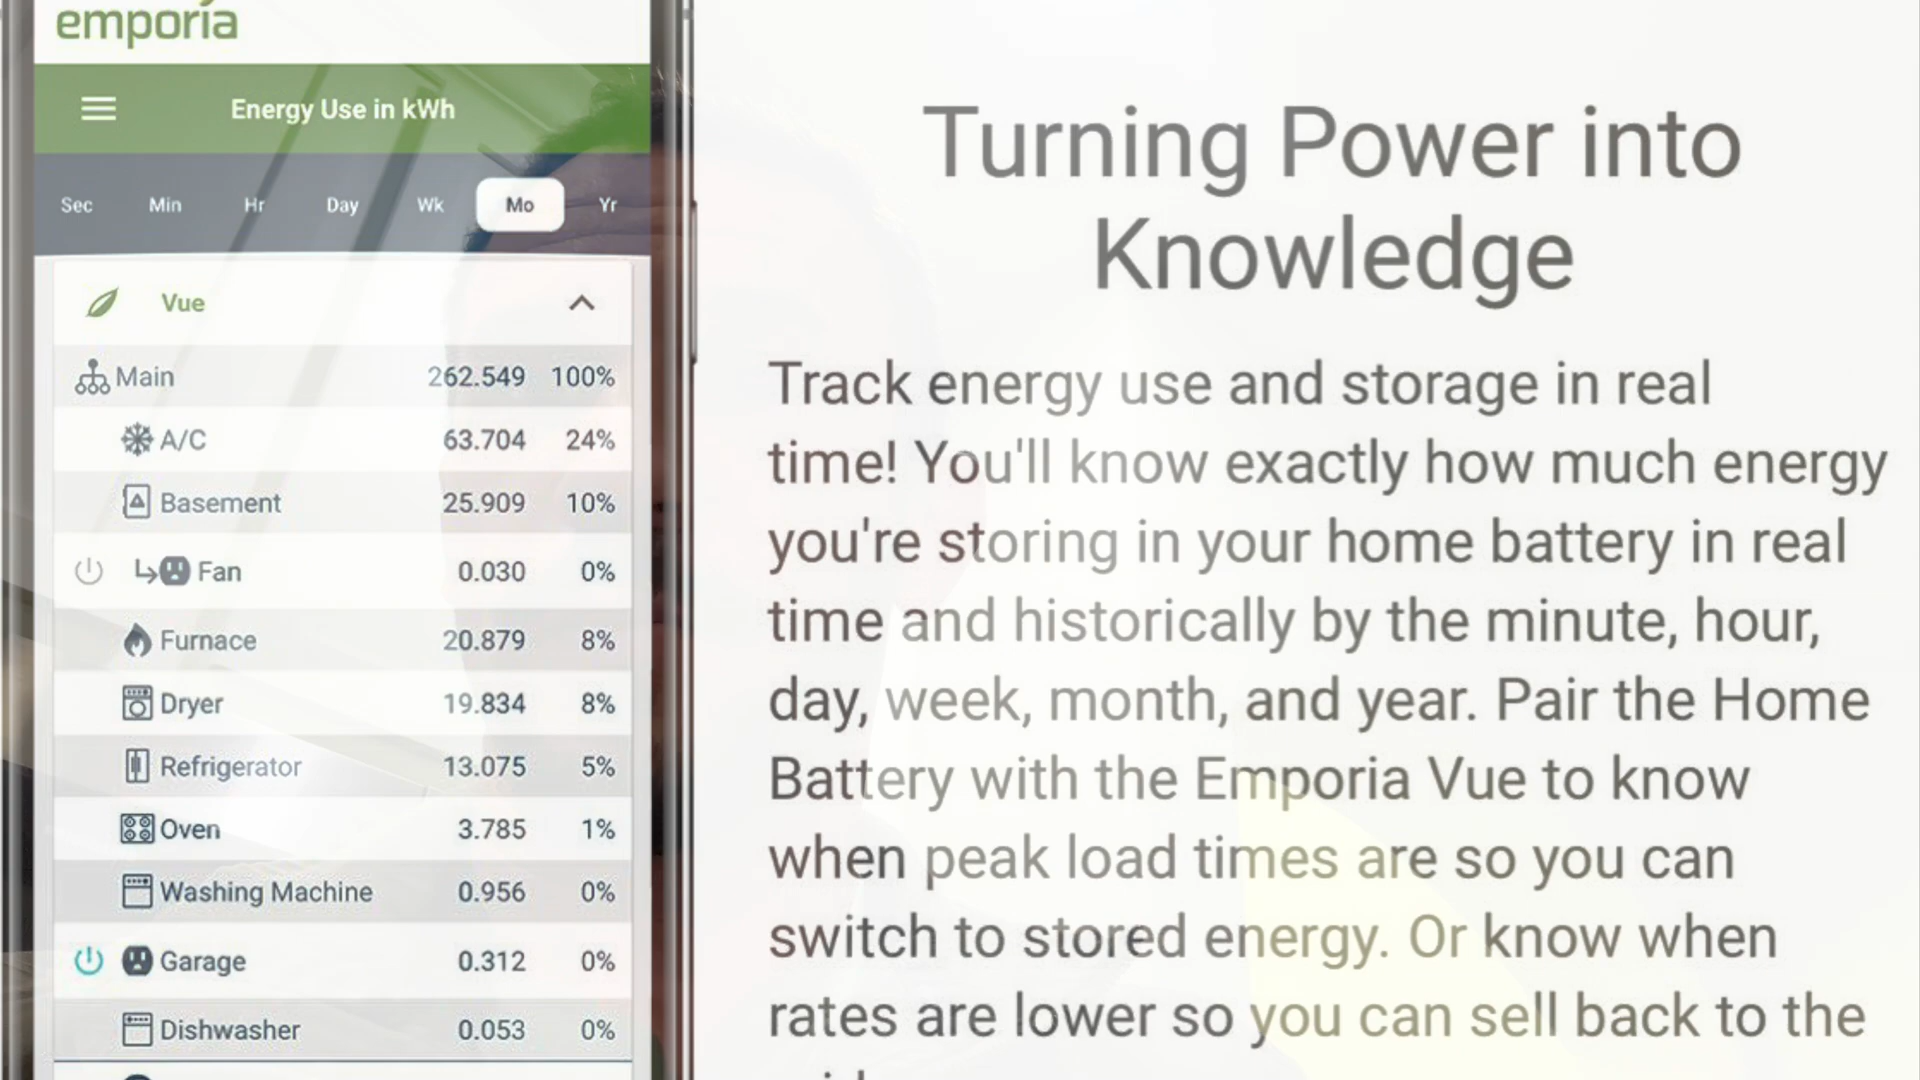 emporia
Energy Use in kWh
Sec Min Hr Day Wk Mo Yr
Vue
Main 262.549 100%
A/C 63.704 24%
Basement 25.909 10%
Fan 0.030 0%
Furnace 20.879 8%
Dryer 19.834 8%
Refrigerator 13.075 5%
Oven 3.785 1%
Washing Machine 0.956 0%
Garage 0.312 0%
Dishwasher 0.053 0%
Turning Power into
Knowledge
Track energy use and storage in real
time! You'll know exactly how much energy
you're storing in your home battery in real
time and historically by the minute, hour,
day, week, month, and year. Pair the Home
Battery with the Emporia Vue to know
when peak load times are so you can
switch to stored energy. Or know when
rates are lower so you can sell back to the